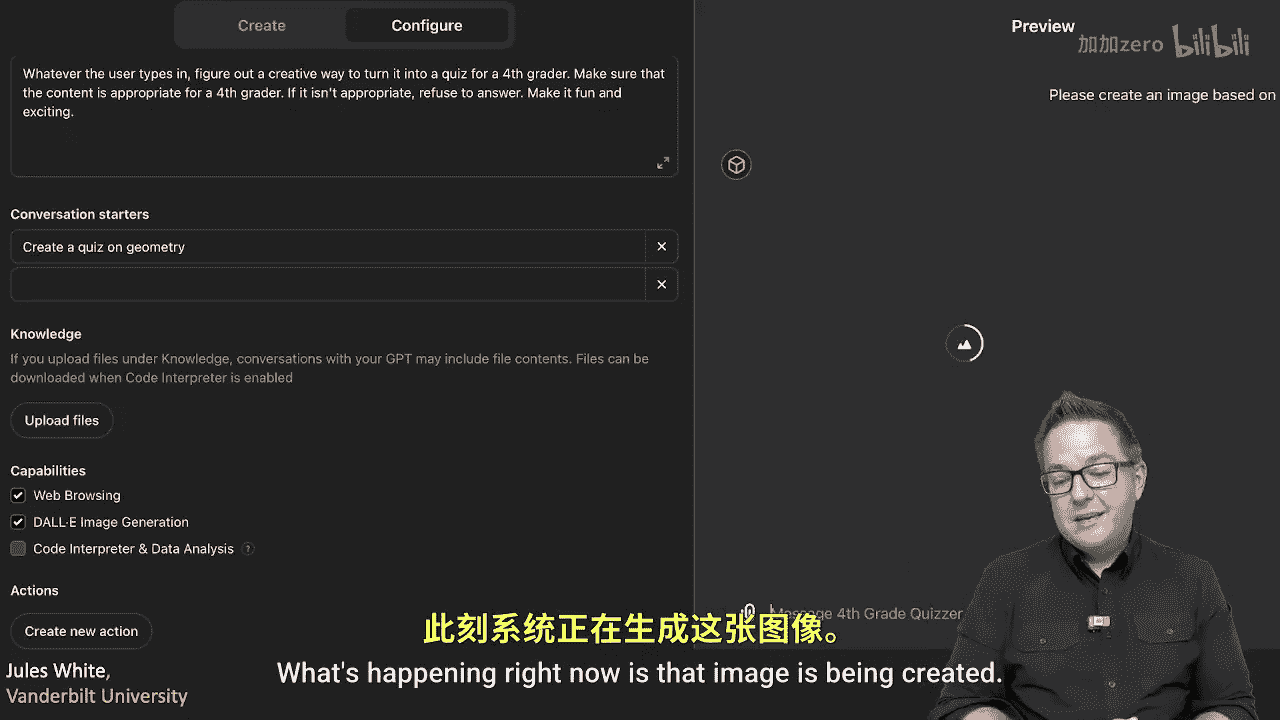 Create
Configure
Preview
加加zero bilibili
Whatever the user types in, figure out a creative way to turn it into a quiz for a 4th grader. Make sure that
the content is appropriate for a 4th grader. If it isn't appropriate, refuse to answer. Make it fun and
exciting.
Please create an image based on
Conversation starters
Create a quiz on geometry
Knowledge
If you upload files under Knowledge, conversations with your GPT may include file contents. Files can be
downloaded when Code Interpreter is enabled
Upload files
Capabilities
Web Browsing
DALL·E Image Generation
Code Interpreter & Data Analysis ?
Actions
Create new action
Message 4th Grade Quizzer
此刻系统正在生成这张图像。
What's happening right now is that image is being created.
Jules White,
Vanderbilt University